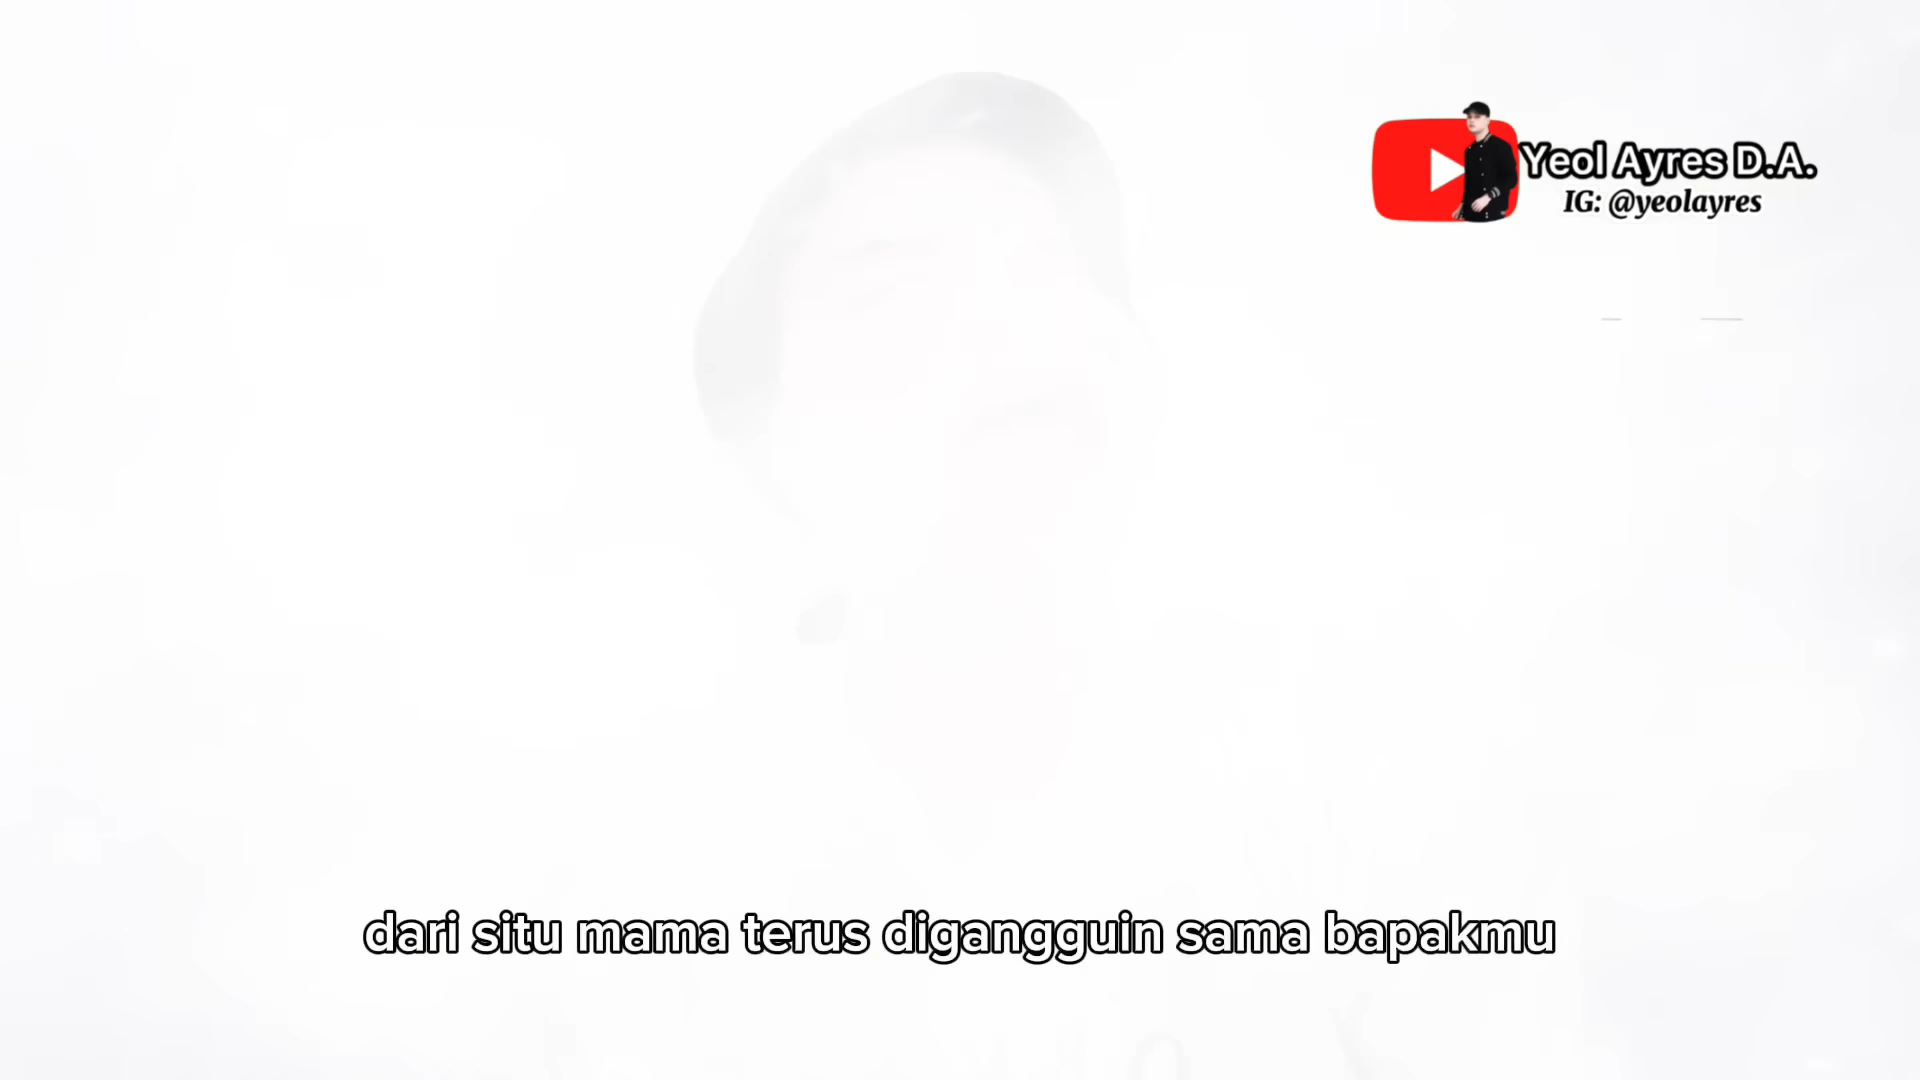 Yeol Ayres D.A.
IG: @yeolayres
dari situ mama terus digangguin sama bapakmu